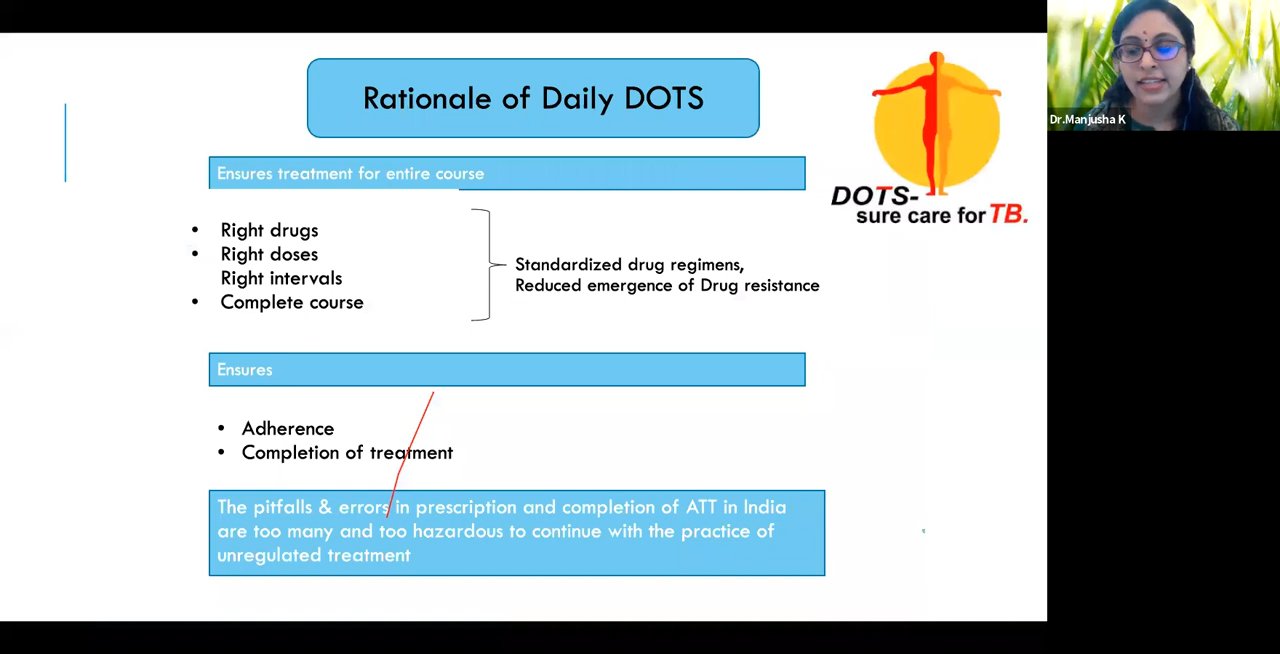 Rationale of Daily DOTS
Ensures treatment for entire course
• Right drugs
• Right doses
Right intervals
• Complete course
Standardized drug regimens,
Reduced emergence of Drug resistance
Ensures
• Adherence
• Completion of treatment
The pitfalls & errors in prescription and completion of ATT in India
are too many and too hazardous to continue with the practice of
unregulated treatment
DOTS-
sure care for TB.
Dr.Manjusha K